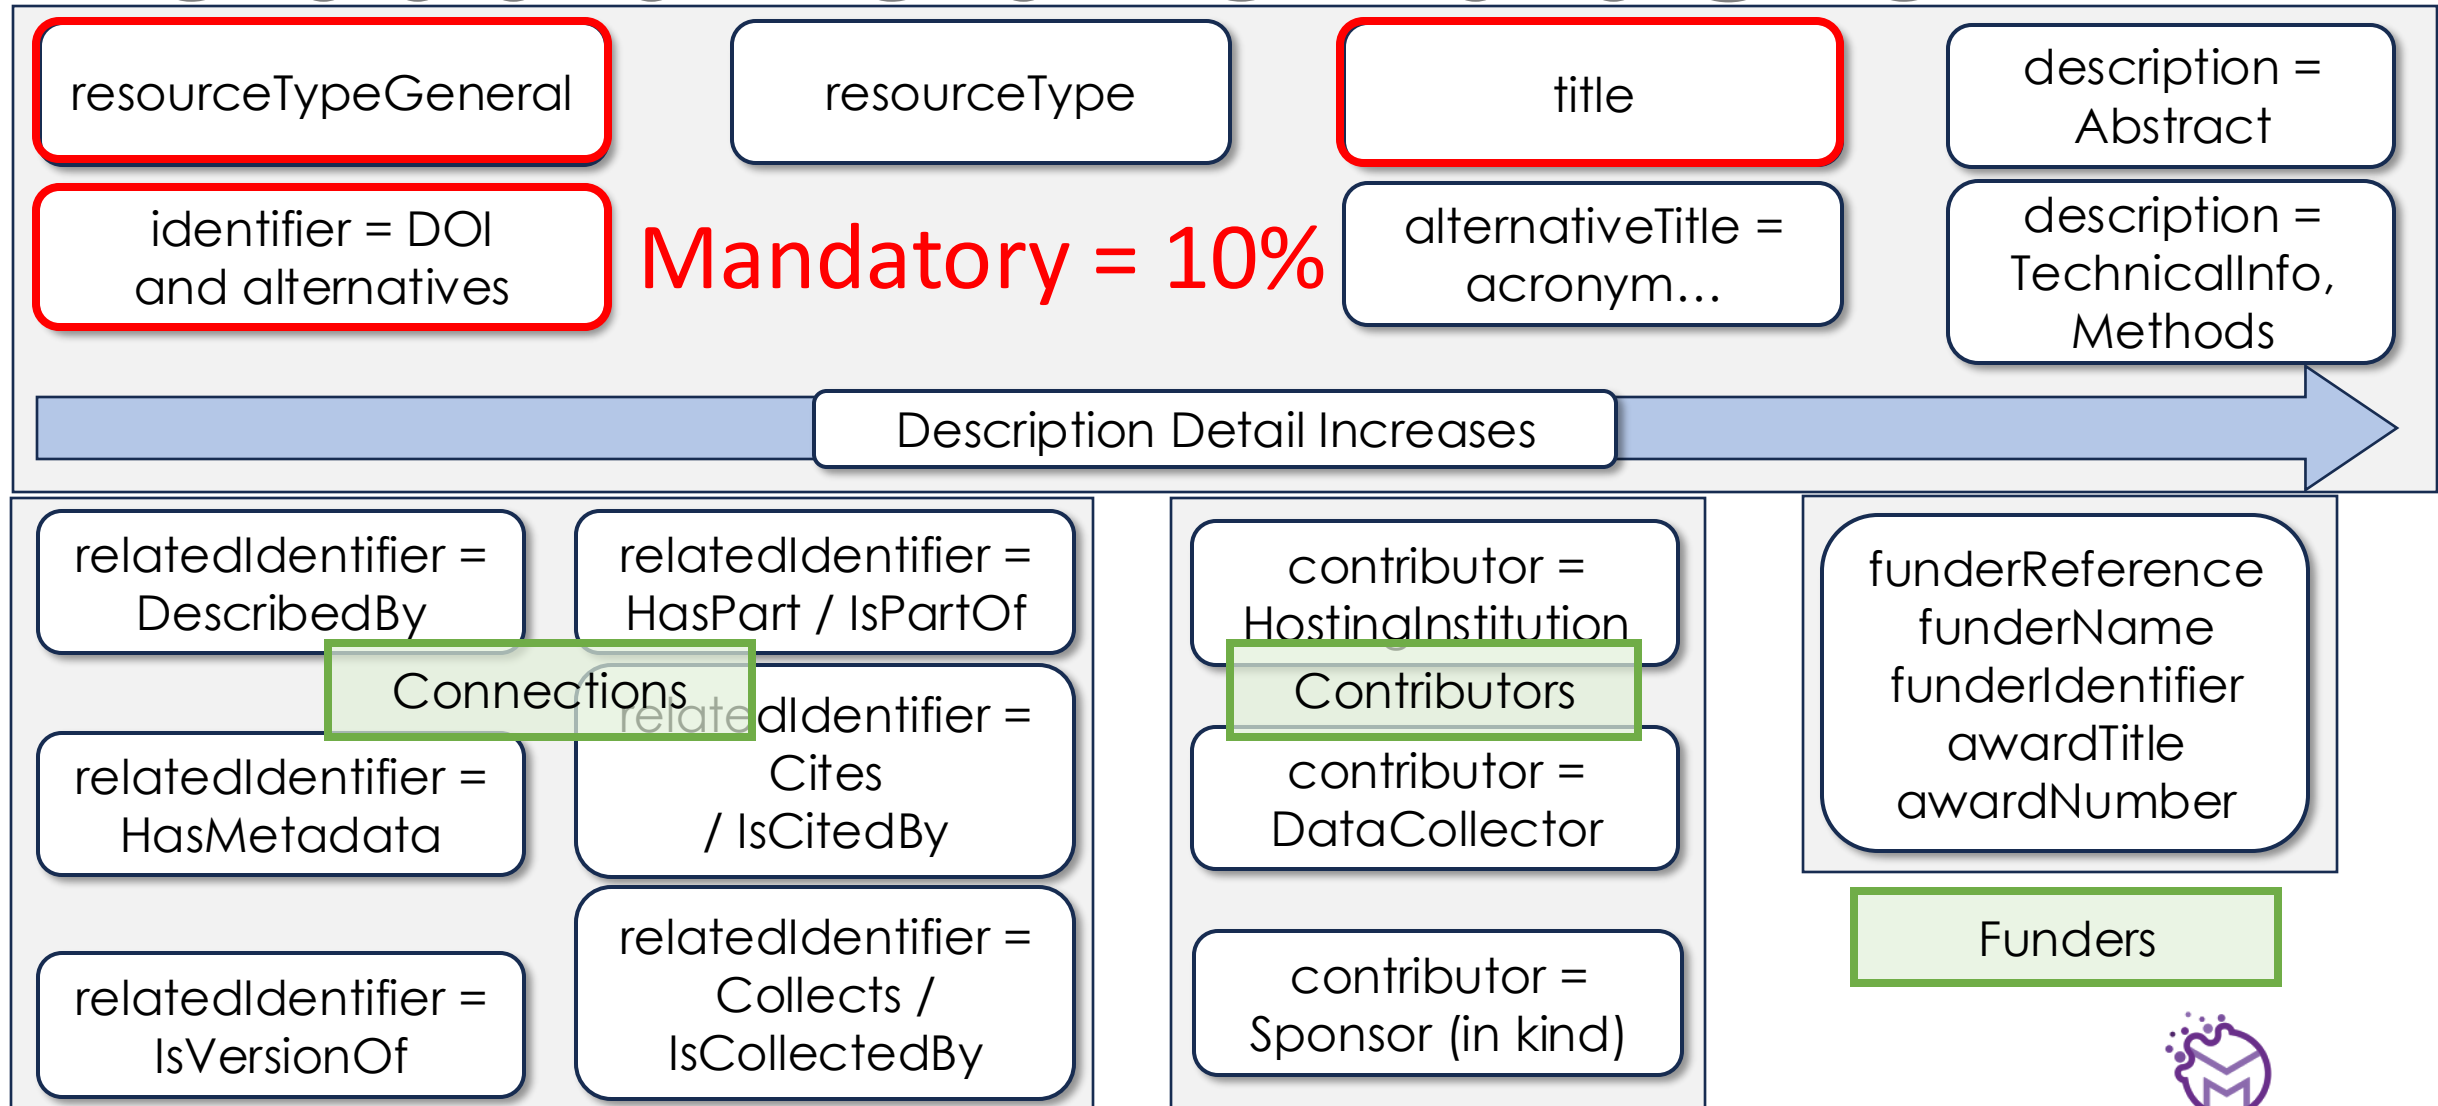 resourceTypeGeneral
resourceType
title
description =
Abstract
identifier = DOI
and alternatives
Mandatory = 10%
alternativeTitle =
acronym...
description =
TechnicalInfo,
Methods
Description Detail Increases
relatedIdentifier =
DescribedBy
relatedIdentifier =
HasPart / IsPartOf
Connections
relatedIdentifier =
HasMetadata
relatedIdentifier =
Cites
/ IsCitedBy
relatedIdentifier =
IsVersionOf
relatedIdentifier =
Collects /
IsCollectedBy
contributor =
HostingInstitution
Contributors
contributor =
DataCollector
contributor =
Sponsor (in kind)
funderReference
funderName
funderIdentifier
awardTitle
awardNumber
Funders